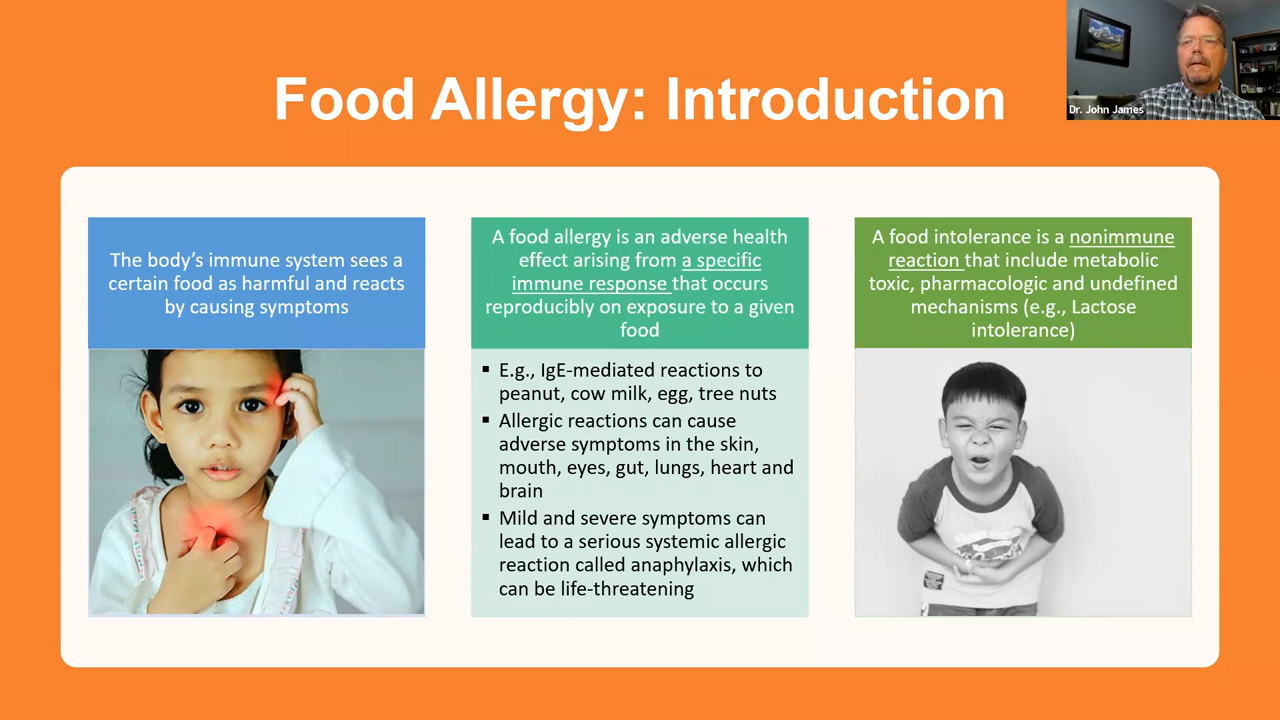 Food Allergy: Introduction
Dr. John James
The body’s immune system sees a
certain food as harmful and reacts
by causing symptoms
A food allergy is an adverse health
effect arising from a specific
immune response that occurs
reproducibly on exposure to a given
food
▪ E.g., IgE-mediated reactions to
peanut, cow milk, egg, tree nuts
▪ Allergic reactions can cause
adverse symptoms in the skin,
mouth, eyes, gut, lungs, heart and
brain
▪ Mild and severe symptoms can
lead to a serious systemic allergic
reaction called anaphylaxis, which
can be life-threatening
A food intolerance is a nonimmune
reaction that include metabolic
toxic, pharmacologic and undefined
mechanisms (e.g., Lactose
intolerance)